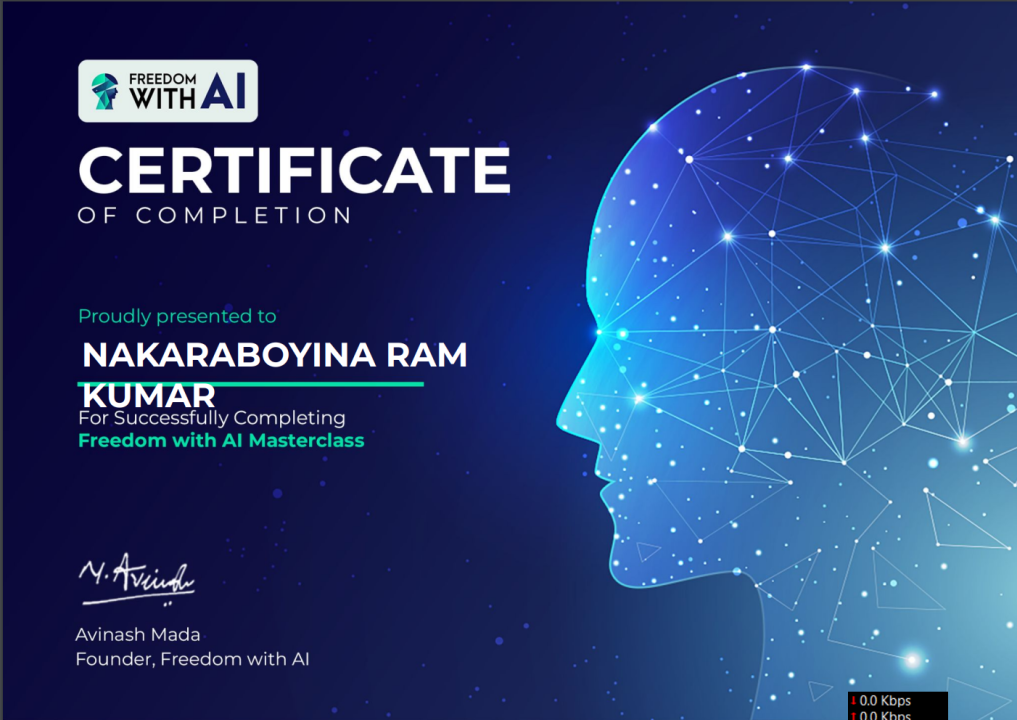 FREEDOM
WITH AI
CERTIFICATE
OF COMPLETION
Proudly presented to
NAKARABOYINA RAM
KUMAR
For Successfully Completing
Freedom with AI Masterclass
Avinash Mada
Founder, Freedom with AI
0.0 Kbps
0.0 Kbps